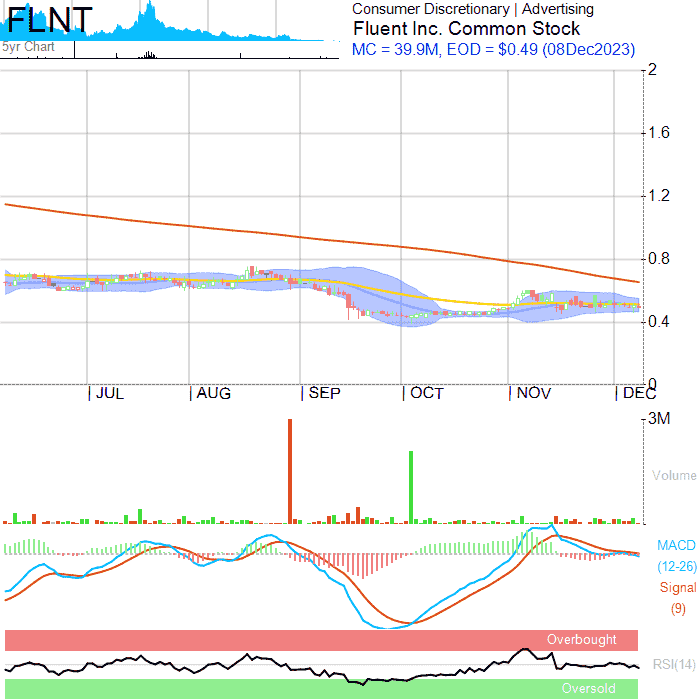 FLNT
5yr Chart
Consumer Discretionary | Advertising
Fluent Inc. Common Stock
MC = 39.9M, EOD = $0.49 (08Dec2023)
2
1.6
1.2
0.8
0.4
0
JUL AUG SEP OCT NOV DEC
3M
Volume
MACD
(12-26)
Signal
(9)
Overbought
RSI(14)
Oversold